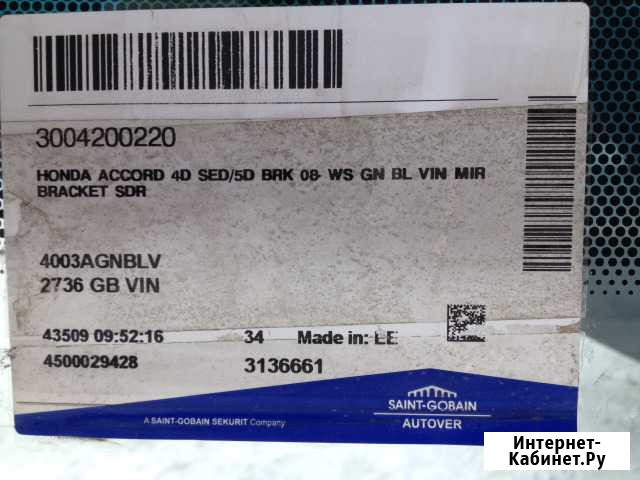 3004200220
HONDA ACCORD 4D SED/5D BRK 08- WS GN BL VIN MIR
BRACKET SDR
4003AGNBLV
2736 GB VIN
43509 09:52:16 34 Made in: EE
4500029428 3136661
A SAINT-GOBAIN SEKURIT Company
SAINT-GOBAIN
AUTOVER
Интернет-
Кабинет.Ру